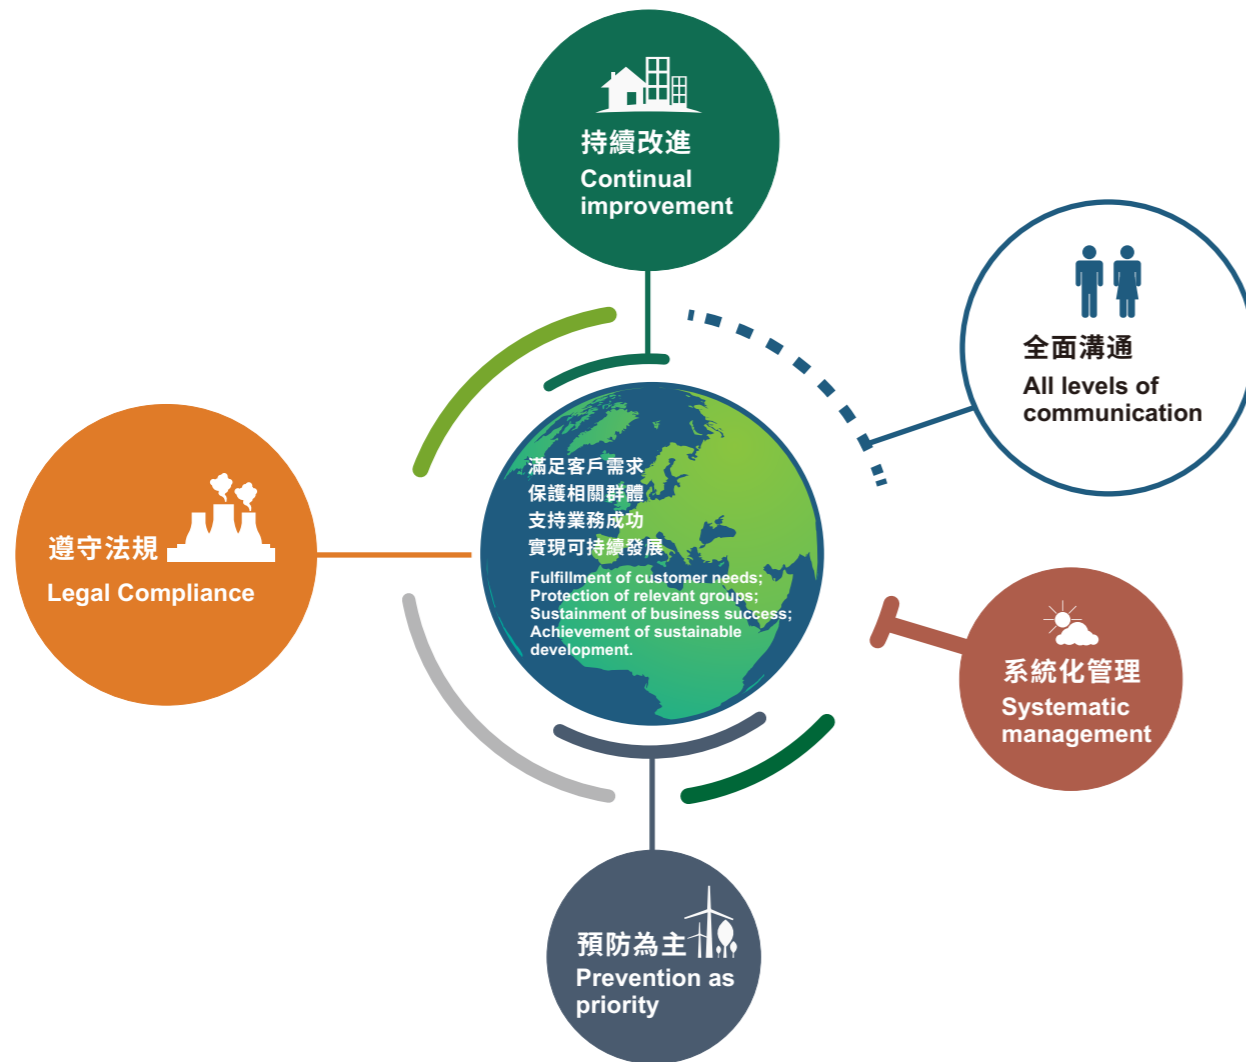 持續改進
Continual
improvement
全面溝通
All levels of
communication
遵守法規
Legal Compliance
滿足客戶需求
保護相關群體
支持業務成功
實現可持續發展
Fulfillment of customer needs;
Protection of relevant groups;
Sustainment of business success;
Achievement of sustainable
development.
系統化管理
Systematic
management
預防為主
Prevention as
priority